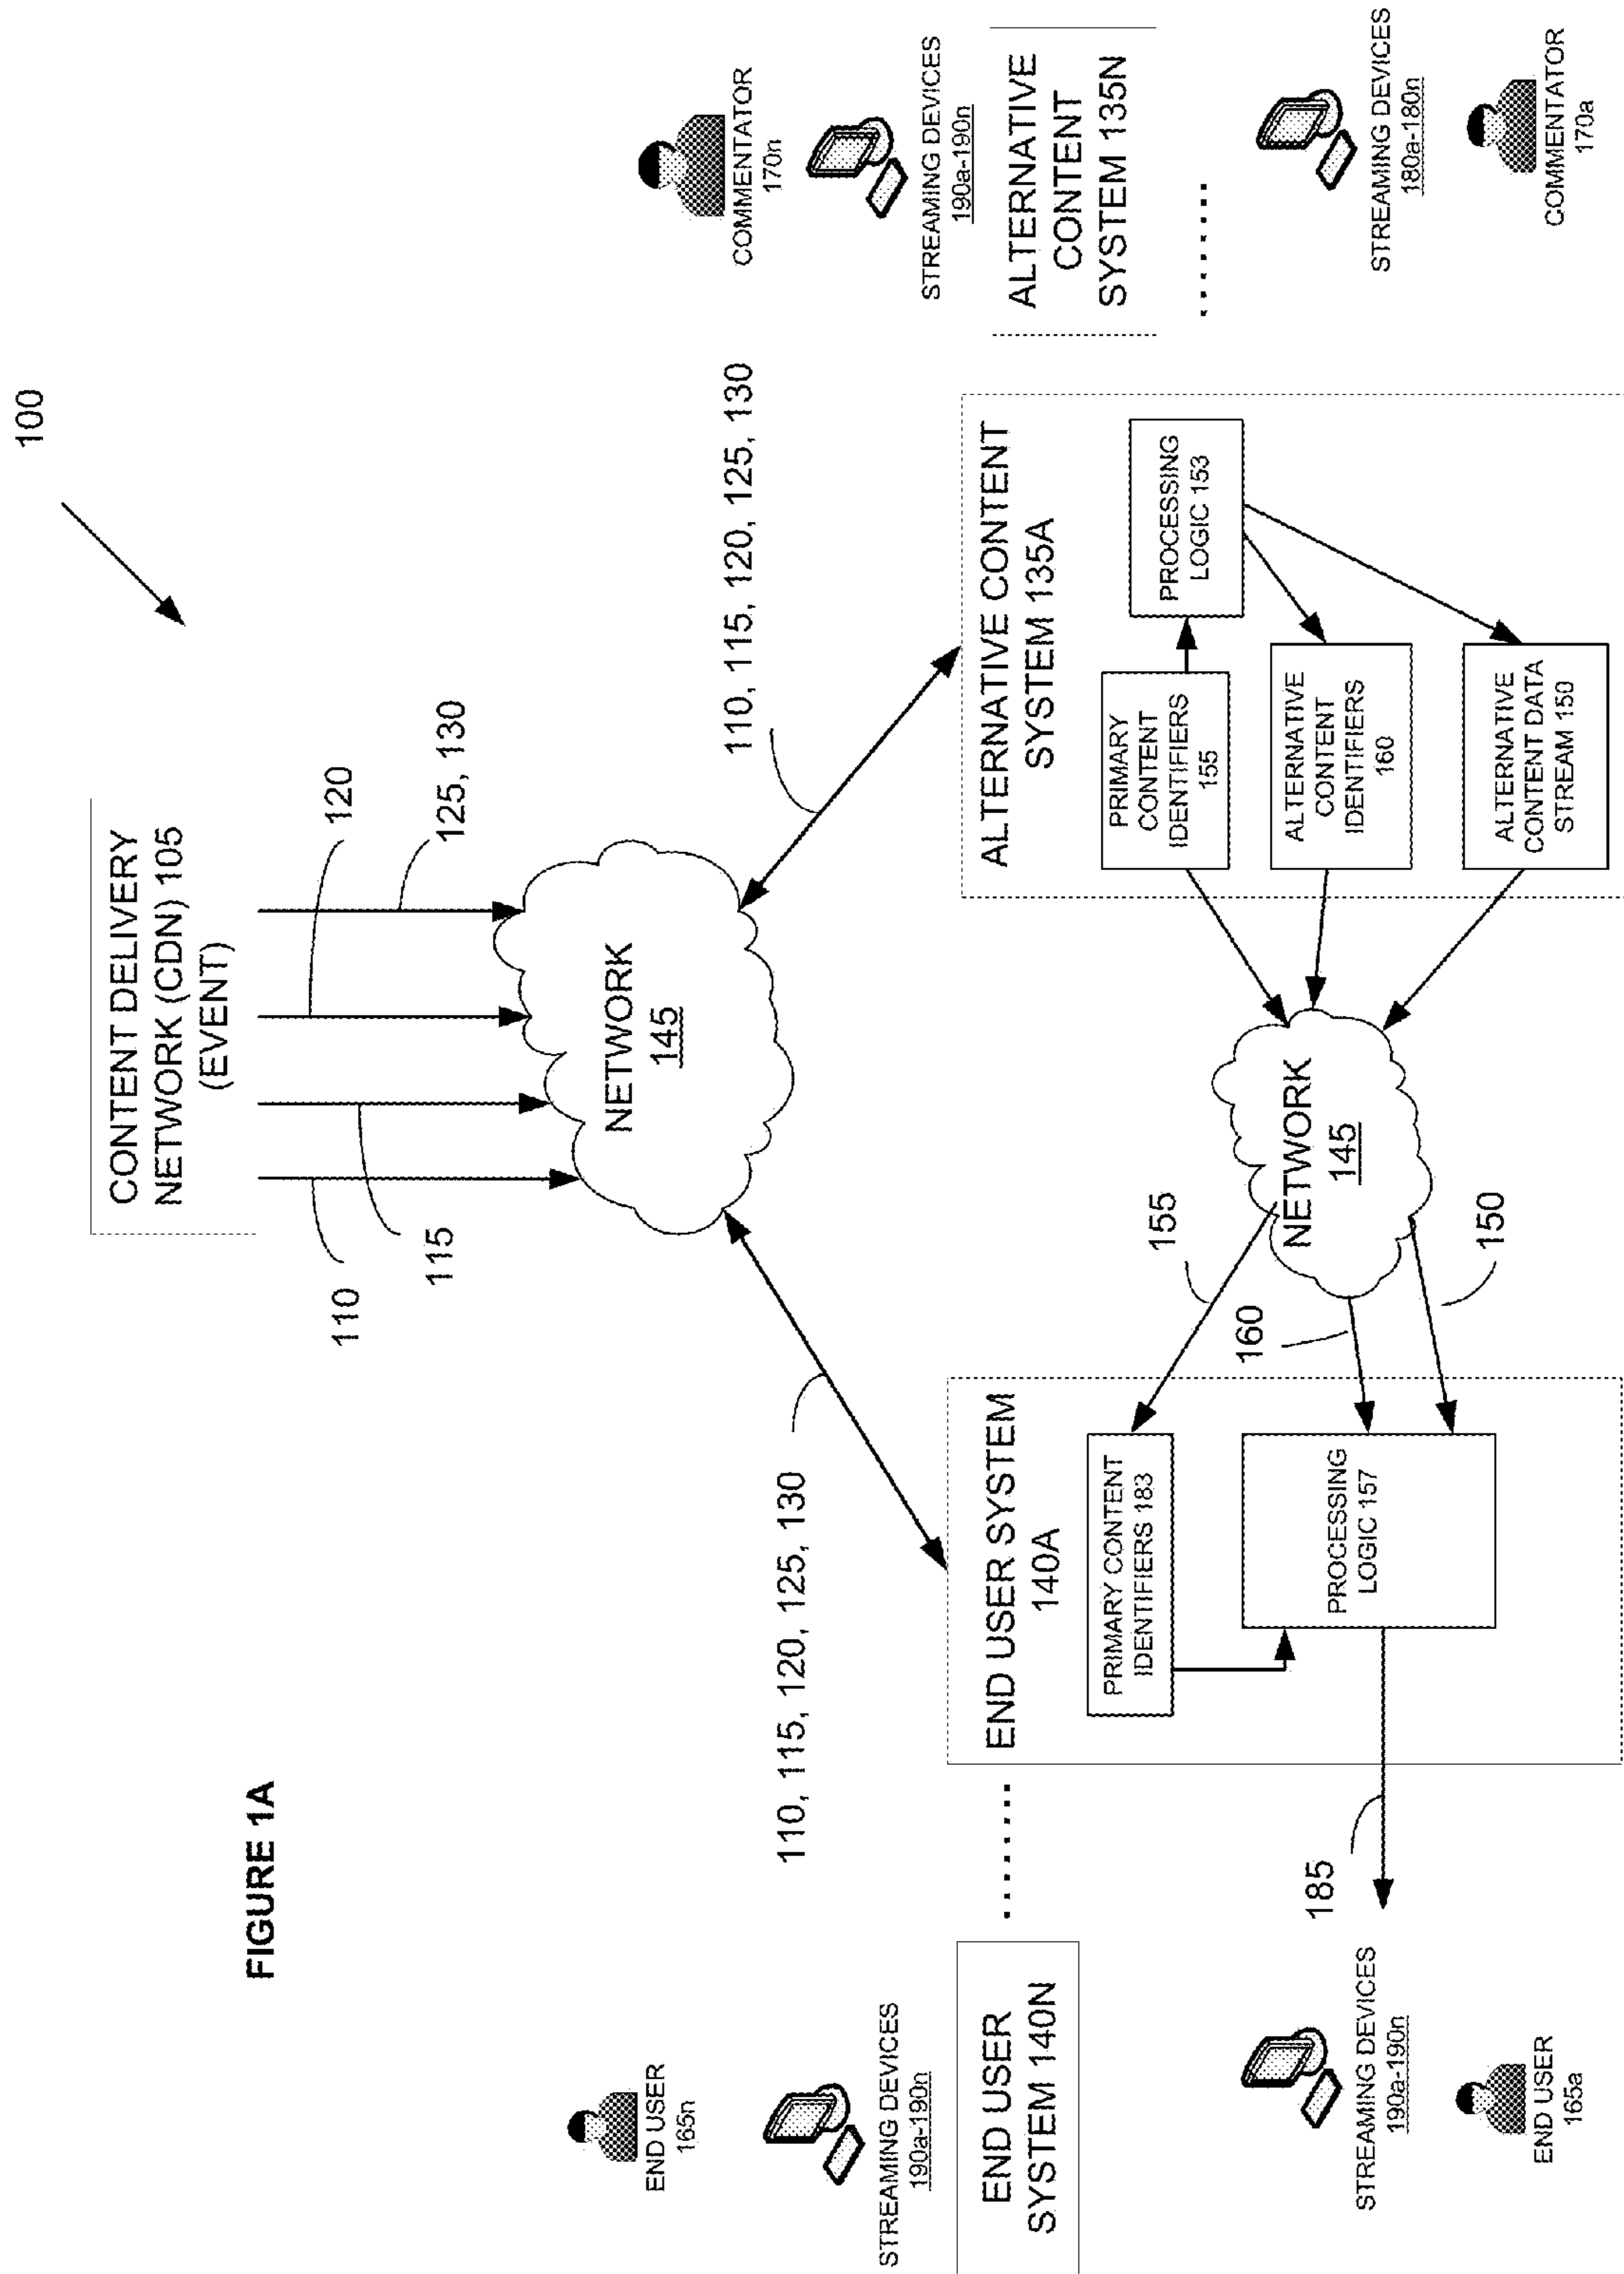 FIGURE 1A
100
CONTENT DELIVERY
NETWORK (CDN) 105
(EVENT)
110
115
120
125, 130
NETWORK
145
110, 115, 120, 125, 130
110, 115, 120, 125, 130
END USER
165n
STREAMING DEVICES
190a-190n
END USER
SYSTEM 140N
........
STREAMING DEVICES
190a-190n
END USER
165a
185
END USER SYSTEM
140A
PRIMARY CONTENT
IDENTIFIERS 183
PROCESSING
LOGIC 157
155
160
150
NETWORK
145
ALTERNATIVE CONTENT
SYSTEM 135A
PRIMARY
CONTENT
IDENTIFIERS
155
PROCESSING
LOGIC 153
ALTERNATIVE
CONTENT
IDENTIFIERS
160
ALTERNATIVE
CONTENT DATA
STREAM 150
COMMENTATOR
170n
STREAMING DEVICES
190a-190n
ALTERNATIVE
CONTENT
SYSTEM 135N
........
STREAMING DEVICES
180a-180n
COMMENTATOR
170a